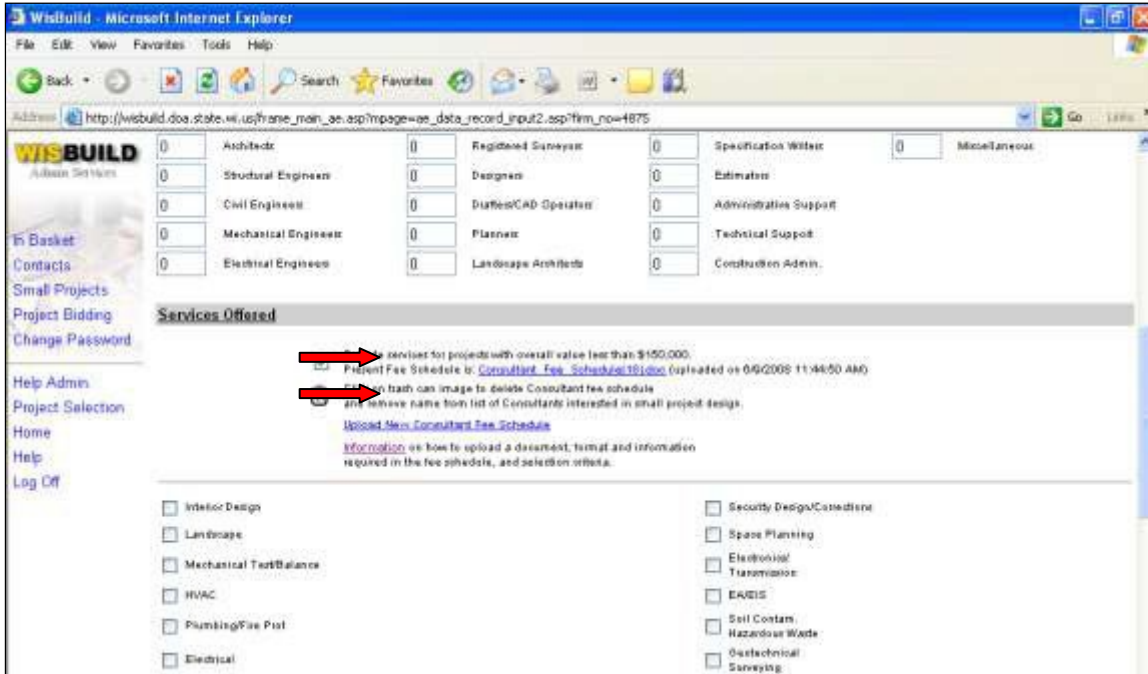 WisBuild - Microsoft Internet Explorer
File Edit View Favorites Tools Help
Back Search Favorites
Address http://wisbuild.doa.state.wi.us/frame_main_ae.asp?mpage=ae_data_record_input2.asp?firm_no=4875 Go Links
WISBUILD
Admin Services
In Basket
Contacts
Small Projects
Project Bidding
Change Password
Help Admin
Project Selection
Home
Help
Log Off
0 Architects 0 Registered Surveyors 0 Specification Writers 0 Miscellaneous
0 Structural Engineers 0 Designers 0 Estimators
0 Civil Engineers 0 Drafters/CAD Operators 0 Administrative Support
0 Mechanical Engineers 0 Planners 0 Technical Support
0 Electrical Engineers 0 Landscape Architects 0 Construction Admin.
Services Offered
services for projects with overall value less than $150,000.
Present Fee Schedule is: Consultant_Fee_Schedule(18).doc (uploaded on 6/9/2008 11:44:50 AM)
on trash can image to delete Consultant fee schedule
and remove name from list of Consultants interested in small project design.
Upload New Consultant Fee Schedule
Information on how to upload a document, format and information
required in the fee schedule, and selection criteria.
Interior Design Security Design/Corrections
Landscape Space Planning
Mechanical Test/Balance Electronics/
Transmission
HVAC EA/EIS
Plumbing/Fire Prot Soil Contam.
Hazardous Waste
Electrical Geotechnical
Surveying